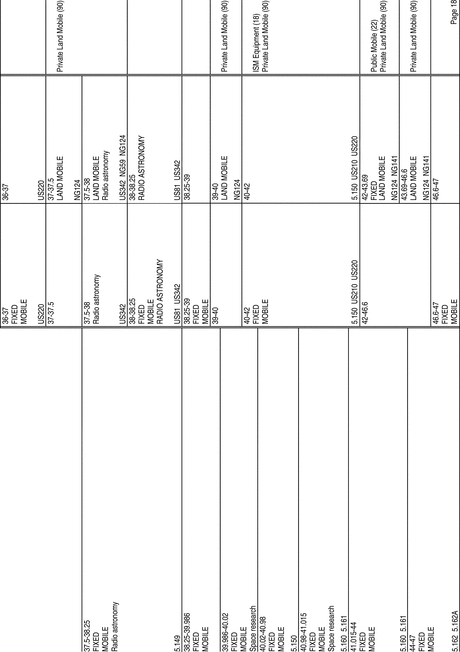 37.5-38.25
FIXED
MOBILE
Radio astronomy
5.149
38.25-39.986
FIXED
MOBILE
39.986-40.02
FIXED
MOBILE
Space research
40.02-40.98
FIXED
MOBILE
5.150
40.98-41.015
FIXED
MOBILE
Space research
5.160 5.161
41.015-44
FIXED
MOBILE
5.160 5.161
44-47
FIXED
MOBILE
5.162 5.162A
36-37
FIXED
MOBILE
US220
37-37.5
37.5-38
Radio astronomy
US342
38-38.25
FIXED
MOBILE
RADIO ASTRONOMY
US81 US342
38.25-39
FIXED
MOBILE
39-40
40-42
FIXED
MOBILE
5.150 US210 US220
42-46.6
46.6-47
FIXED
MOBILE
36-37
US220
37-37.5
LAND MOBILE
NG124
37.5-38
LAND MOBILE
Radio astronomy
US342 NG59 NG124
38-38.25
RADIO ASTRONOMY
US81 US342
38.25-39
39-40
LAND MOBILE
NG124
40-42
5.150 US210 US220
42-43.69
FIXED
LAND MOBILE
NG124 NG141
43.69-46.6
LAND MOBILE
NG124 NG141
46.6-47
Private Land Mobile (90)
Private Land Mobile (90)
ISM Equipment (18)
Private Land Mobile (90)
Public Mobile (22)
Private Land Mobile (90)
Private Land Mobile (90)
Page 18